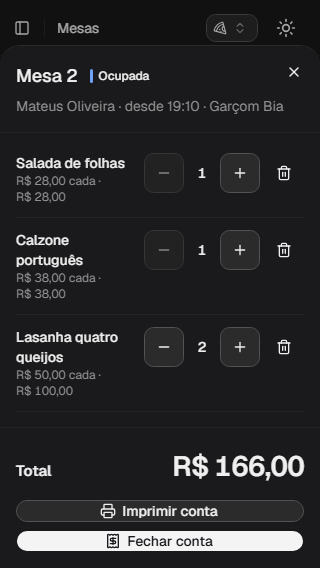 Mesas
Mesa 2
Ocupada
Mateus Oliveira · desde 19:10 · Garçom Bia
Salada de folhas
R$ 28,00 cada ·
R$ 28,00
1
Calzone
português
R$ 38,00 cada ·
R$ 38,00
1
Lasanha quatro
queijos
R$ 50,00 cada ·
R$ 100,00
2
Total
R$ 166,00
Imprimir conta
Fechar conta